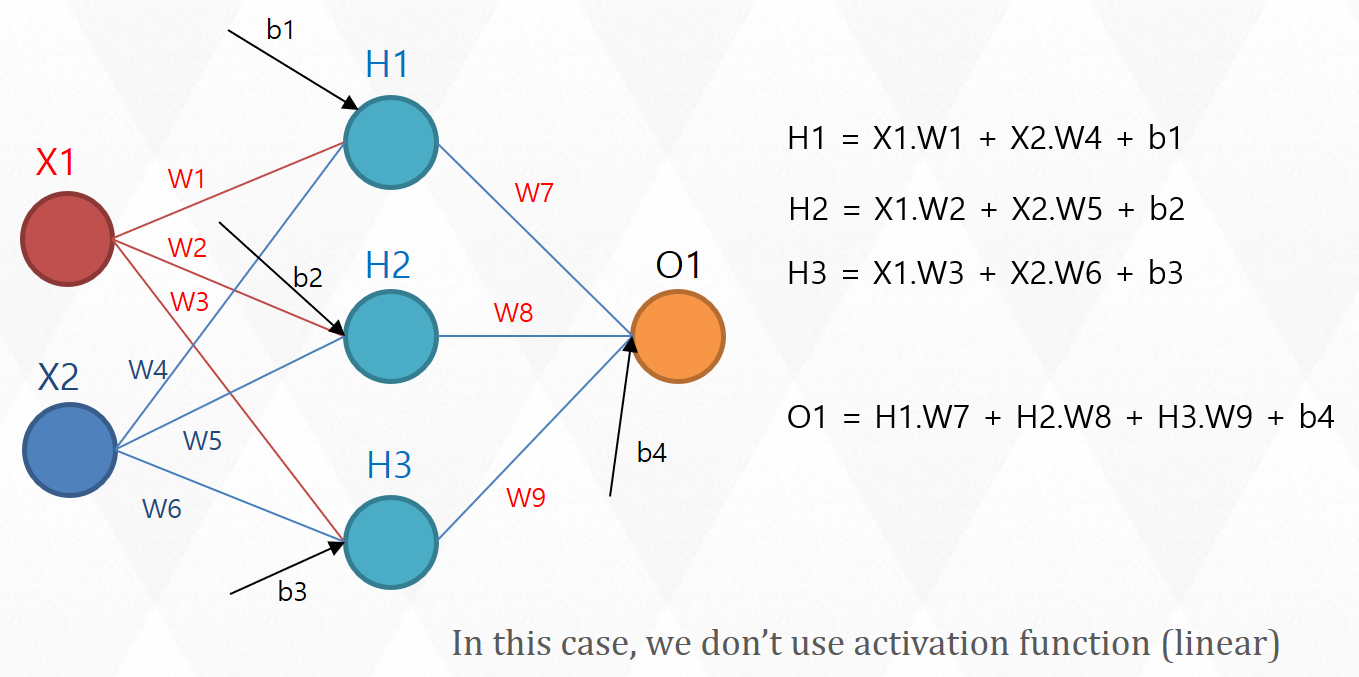 b1
H1
X1
W1
W7
W2
b2
H2
O1
W3
W8
X2
W4
W5
b4
H3
W6
W9
b3
H1 = X1.W1 + X2.W4 + b1
H2 = X1.W2 + X2.W5 + b2
H3 = X1.W3 + X2.W6 + b3
O1 = H1.W7 + H2.W8 + H3.W9 + b4
In this case, we don’t use activation function (linear)